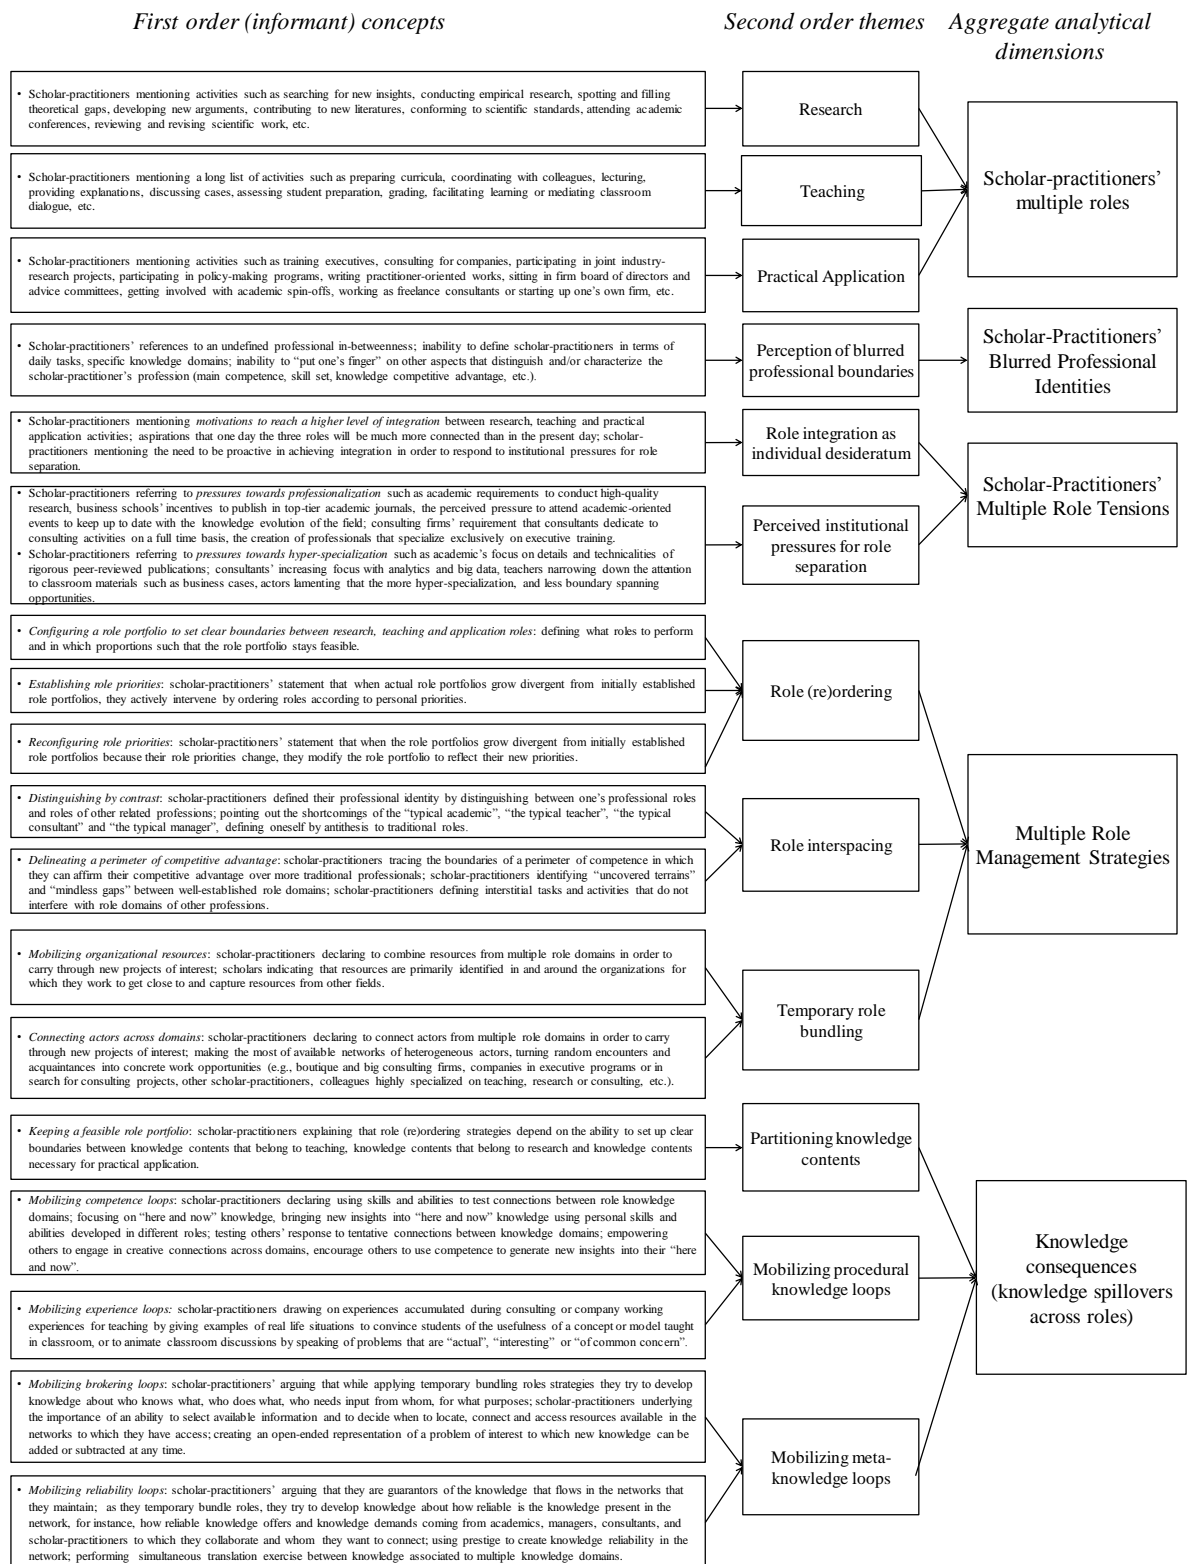 First order (informant) concepts
Second order themes
Aggregate analytical
dimensions
• Scholar-practitioners mentioning activities such as searching for new insights, conducting empirical research, spotting and filling
theoretical gaps, developing new arguments, contributing to new literatures, conforming to scientific standards, attending academic
conferences, reviewing and revising scientific work, etc.
Research
• Scholar-practitioners mentioning a long list of activities such as preparing curricula, coordinating with colleagues, lecturing,
providing explanations, discussing cases, assessing student preparation, grading, facilitating learning or mediating classroom
dialogue, etc.
Teaching
• Scholar-practitioners mentioning activities such as training executives, consulting for companies, participating in joint industry-
research projects, participating in policy-making programs, writing practitioner-oriented works, sitting in firm board of directors and
advice committees, getting involved with academic spin-offs, working as freelance consultants or starting up one's own firm, etc.
Practical Application
Scholar-practitioners'
multiple roles
• Scholar-practitioners' references to an undefined professional in-betweenness; inability to define scholar-practitioners in terms of
daily tasks, specific knowledge domains; inability to "put one's finger" on other aspects that distinguish and/or characterize the
scholar-practitioner's profession (main competence, skill set, knowledge competitive advantage, etc.).
Perception of blurred
professional boundaries
Scholar-Practitioners'
Blurred Professional
Identities
• Scholar-practitioners mentioning motivations to reach a higher level of integration between research, teaching and practical
application activities; aspirations that one day the three roles will be much more connected than in the present day; scholar-
practitioners mentioning the need to be proactive in achieving integration in order to respond to institutional pressures for role
separation.
Role integration as
individual desideratum
• Scholar-practitioners referring to pressures towards professionalization such as academic requirements to conduct high-quality
research, business schools' incentives to publish in top-tier academic journals, the perceived pressure to attend academic-oriented
events to keep up to date with the knowledge evolution of the field; consulting firms' requirement that consultants dedicate to
consulting activities on a full time basis, the creation of professionals that specialize exclusively on executive training.
• Scholar-practitioners referring to pressures towards hyper-specialization such as academic's focus on details and technicalities of
rigorous peer-reviewed publications; consultants' increasing focus with analytics and big data, teachers narrowing down the attention
to classroom materials such as business cases, actors lamenting that the more hyper-specialization, and less boundary spanning
opportunities.
Perceived institutional
pressures for role
separation
Scholar-Practitioners'
Multiple Role Tensions
• Configuring a role portfolio to set clear boundaries between research, teaching and application roles: defining what roles to perform
and in which proportions such that the role portfolio stays feasible.
• Establishing role priorities: scholar-practitioners' statement that when actual role portfolios grow divergent from initially established
role portfolios, they actively intervene by ordering roles according to personal priorities.
• Reconfiguring role priorities: scholar-practitioners' statement that when the role portfolios grow divergent from initially established
role portfolios because their role priorities change, they modify the role portfolio to reflect their new priorities.
Role (re)ordering
• Distinguishing by contrast: scholar-practitioners defined their professional identity by distinguishing between one's professional roles
and roles of other related professions; pointing out the shortcomings of the "typical academic", "the typical teacher", "the typical
consultant" and "the typical manager", defining oneself by antithesis to traditional roles.
• Delineating a perimeter of competitive advantage: scholar-practitioners tracing the boundaries of a perimeter of competence in which
they can affirm their competitive advantage over more traditional professionals; scholar-practitioners identifying "uncovered terrains"
and "mindless gaps" between well-established role domains; scholar-practitioners defining interstitial tasks and activities that do not
interfere with role domains of other professions.
Role interspacing
Multiple Role
Management Strategies
• Mobilizing organizational resources: scholar-practitioners declaring to combine resources from multiple role domains in order to
carry through new projects of interest; scholars indicating that resources are primarily identified in and around the organizations for
which they work to get close to and capture resources from other fields.
• Connecting actors across domains: scholar-practitioners declaring to connect actors from multiple role domains in order to carry
through new projects of interest; making the most of available networks of heterogeneous actors, turning random encounters and
acquaintances into concrete work opportunities (e.g., boutique and big consulting firms, companies in executive programs or in
search for consulting projects, other scholar-practitioners, colleagues highly specialized on teaching, research or consulting, etc.).
Temporary role
bundling
• Keeping a feasible role portfolio: scholar-practitioners explaining that role (re)ordering strategies depend on the ability to set up clear
boundaries between knowledge contents that belong to teaching, knowledge contents that belong to research and knowledge contents
necessary for practical application.
Partitioning knowledge
contents
• Mobilizing competence loops: scholar-practitioners declaring using skills and abilities to test connections between role knowledge
domains; focusing on "here and now" knowledge, bringing new insights into "here and now" knowledge using personal skills and
abilities developed in different roles; testing others' response to tentative connections between knowledge domains; empowering
others to engage in creative connections across domains, encourage others to use competence to generate new insights into their "here
and now".
• Mobilizing experience loops: scholar-practitioners drawing on experiences accumulated during consulting or company working
experiences for teaching by giving examples of real life situations to convince students of the usefulness of a concept or model taught
in classroom, or to animate classroom discussions by speaking of problems that are "actual", "interesting" or "of common concern".
Mobilizing procedural
knowledge loops
Knowledge
consequences
(knowledge spillovers
across roles)
• Mobilizing brokering loops: scholar-practitioners' arguing that while applying temporary bundling roles strategies they try to develop
knowledge about who knows what, who does what, who needs input from whom, for what purposes; scholar-practitioners underlying
the importance of an ability to select available information and to decide when to locate, connect and access resources available in the
networks to which they have access; creating an open-ended representation of a problem of interest to which new knowledge can be
added or subtracted at any time.
• Mobilizing reliability loops: scholar-practitioners' arguing that they are guarantors of the knowledge that flows in the networks that
they maintain; as they temporary bundle roles, they try to develop knowledge about how reliable is the knowledge present in the
network, for instance, how reliable knowledge offers and knowledge demands coming from academics, managers, consultants, and
scholar-practitioners to which they collaborate and whom they want to connect; using prestige to create knowledge reliability in the
network; performing simultaneous translation exercise between knowledge associated to multiple knowledge domains.
Mobilizing meta-
knowledge loops